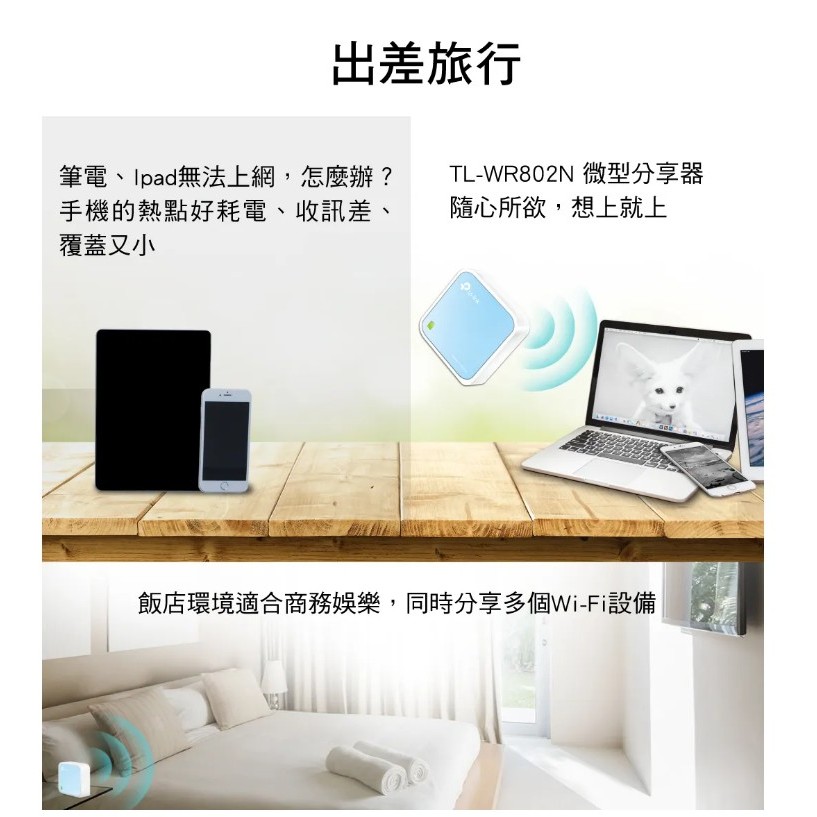 出差旅行
筆電、Ipad無法上網，怎麼辦？
手機的熱點好耗電、收訊差、
覆蓋又小
TL-WR802N 微型分享器
隨心所欲，想上就上
飯店環境適合商務娛樂，同時分享多個Wi-Fi設備